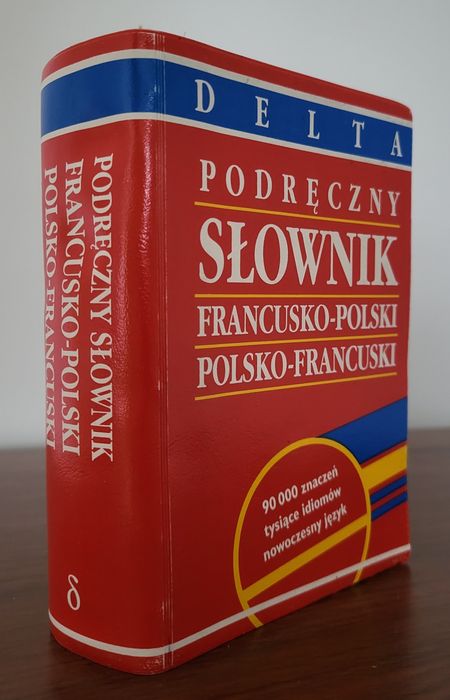 DELTA
PODRĘCZNY
SŁOWNIK
FRANCUSKO-POLSKI
POLSKO-FRANCUSKI
90 000 znaczeń
tysiące idiomów
nowoczesny język
PODRĘCZNY SŁOWNIK
FRANCUSKO-POLSKI
POLSKO-FRANCUSKI
δ